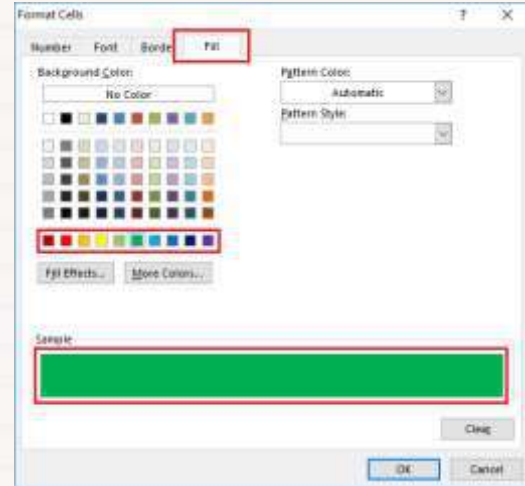 Format Cells ? X
Number Font Border Fill
Background Color:
No Color
Fill Effects... More Colors...
Pattern Color:
Automatic
Pattern Style:
Sample
Clear
OK Cancel